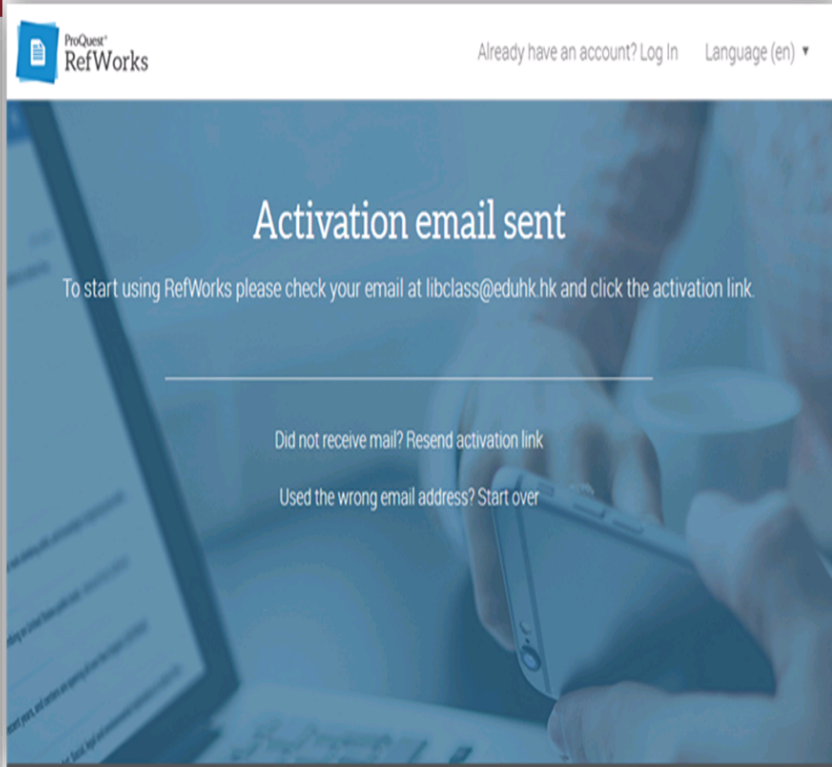 ProQuest®
RefWorks
Already have an account? Log In
Language (en) ▼
Activation email sent
To start using RefWorks please check your email at libclass@eduhk.hk and click the activation link.
Did not receive mail? Resend activation link
Used the wrong email address? Start over